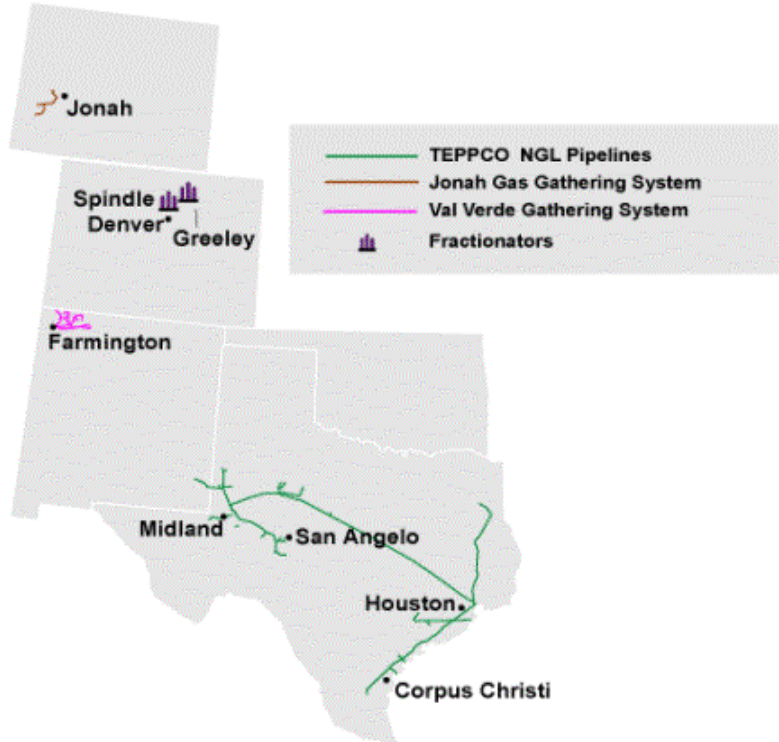 Jonah
TEPPCO NGL Pipelines
Jonah Gas Gathering System
Val Verde Gathering System
Fractionators
Spindle
Denver
Greeley
Farmington
Midland
San Angelo
Houston
Corpus Christi